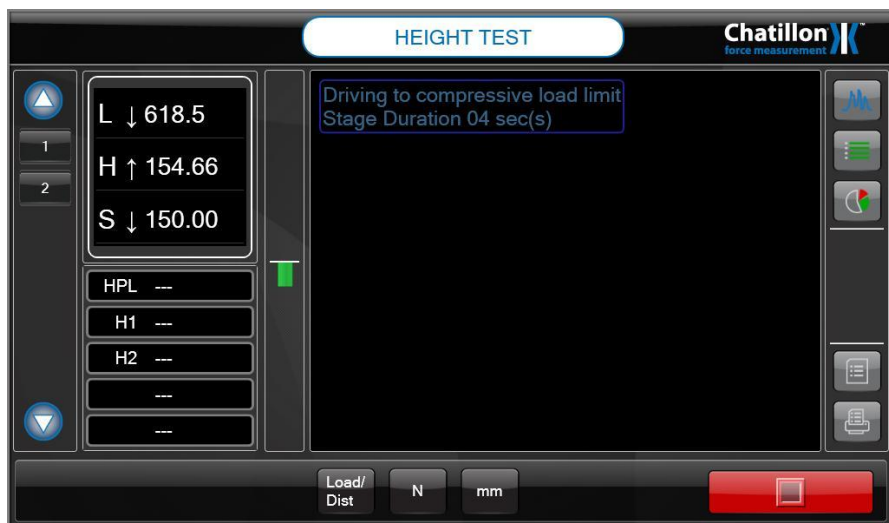 HEIGHT TEST
Chatillon™
force measurement
1
2
L ↓ 618.5
H ↑ 154.66
S ↓ 150.00
HPL ---
H1 ---
H2 ---
---
---
Driving to compressive load limit
Stage Duration 04 sec(s)
Load/
Dist
N
mm